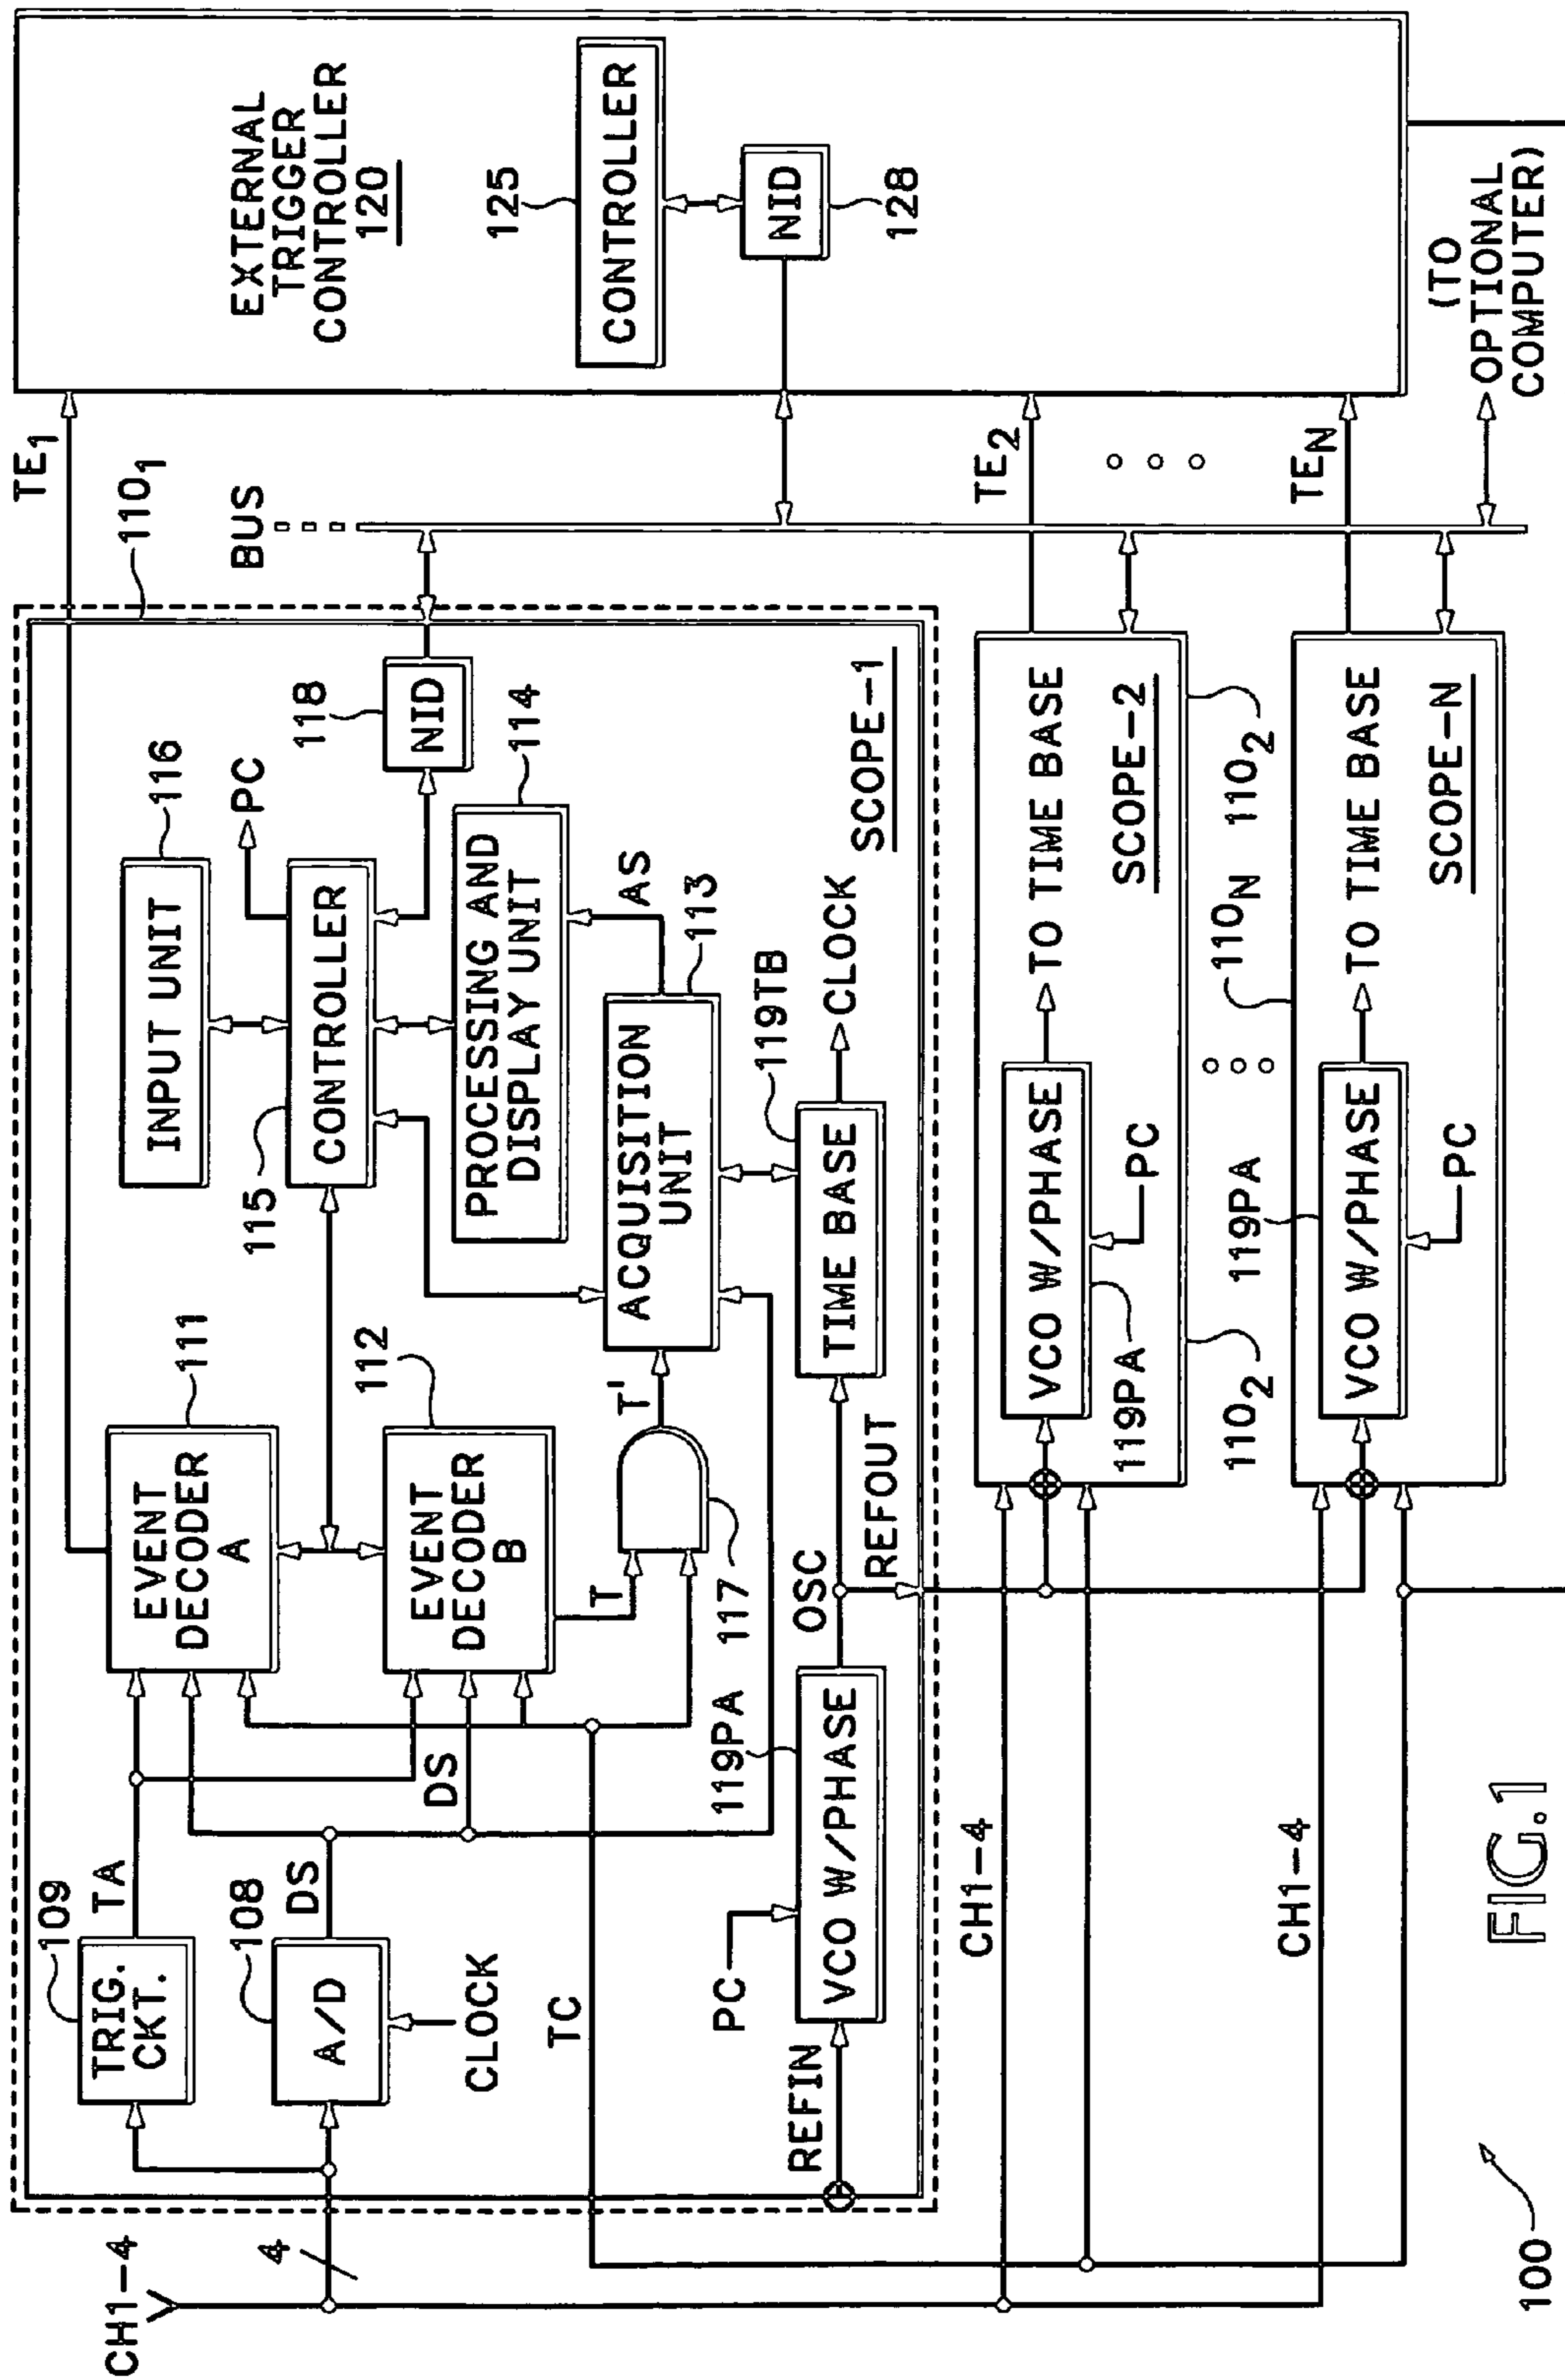 CH1-4
4
109
TRIG.
CKT.
TA
108
A/D
DS
CLOCK
TC
EVENT
DECODER
A
111
EVENT
DECODER
B
112
DS
T
T'
117
INPUT UNIT
116
CONTROLLER
115
PC
PROCESSING AND
DISPLAY UNIT
114
NID
118
ACQUISITION
UNIT
113
AS
REFIN
PC
VCO W/PHASE
119PA
OSC
REFOUT
TIME BASE
119TB
CLOCK
SCOPE-1
110₁
TE₁
BUS
EXTERNAL
TRIGGER
CONTROLLER
120
125
CONTROLLER
NID
128
CH1-4
VCO W/PHASE
TO TIME BASE
119PA
PC
SCOPE-2
110₂
110₂
TE₂
CH1-4
VCO W/PHASE
TO TIME BASE
119PA
PC
SCOPE-N
110N
TEN
(TO
OPTIONAL
COMPUTER)
100
FIG.1